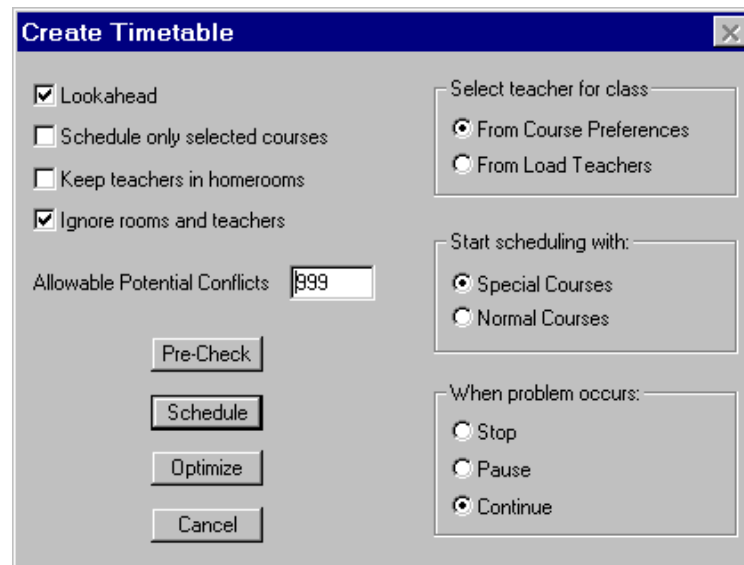 Create Timetable
Lookahead
Schedule only selected courses
Keep teachers in homerooms
Ignore rooms and teachers
Allowable Potential Conflicts 999
Pre-Check
Schedule
Optimize
Cancel
Select teacher for class
From Course Preferences
From Load Teachers
Start scheduling with:
Special Courses
Normal Courses
When problem occurs:
Stop
Pause
Continue